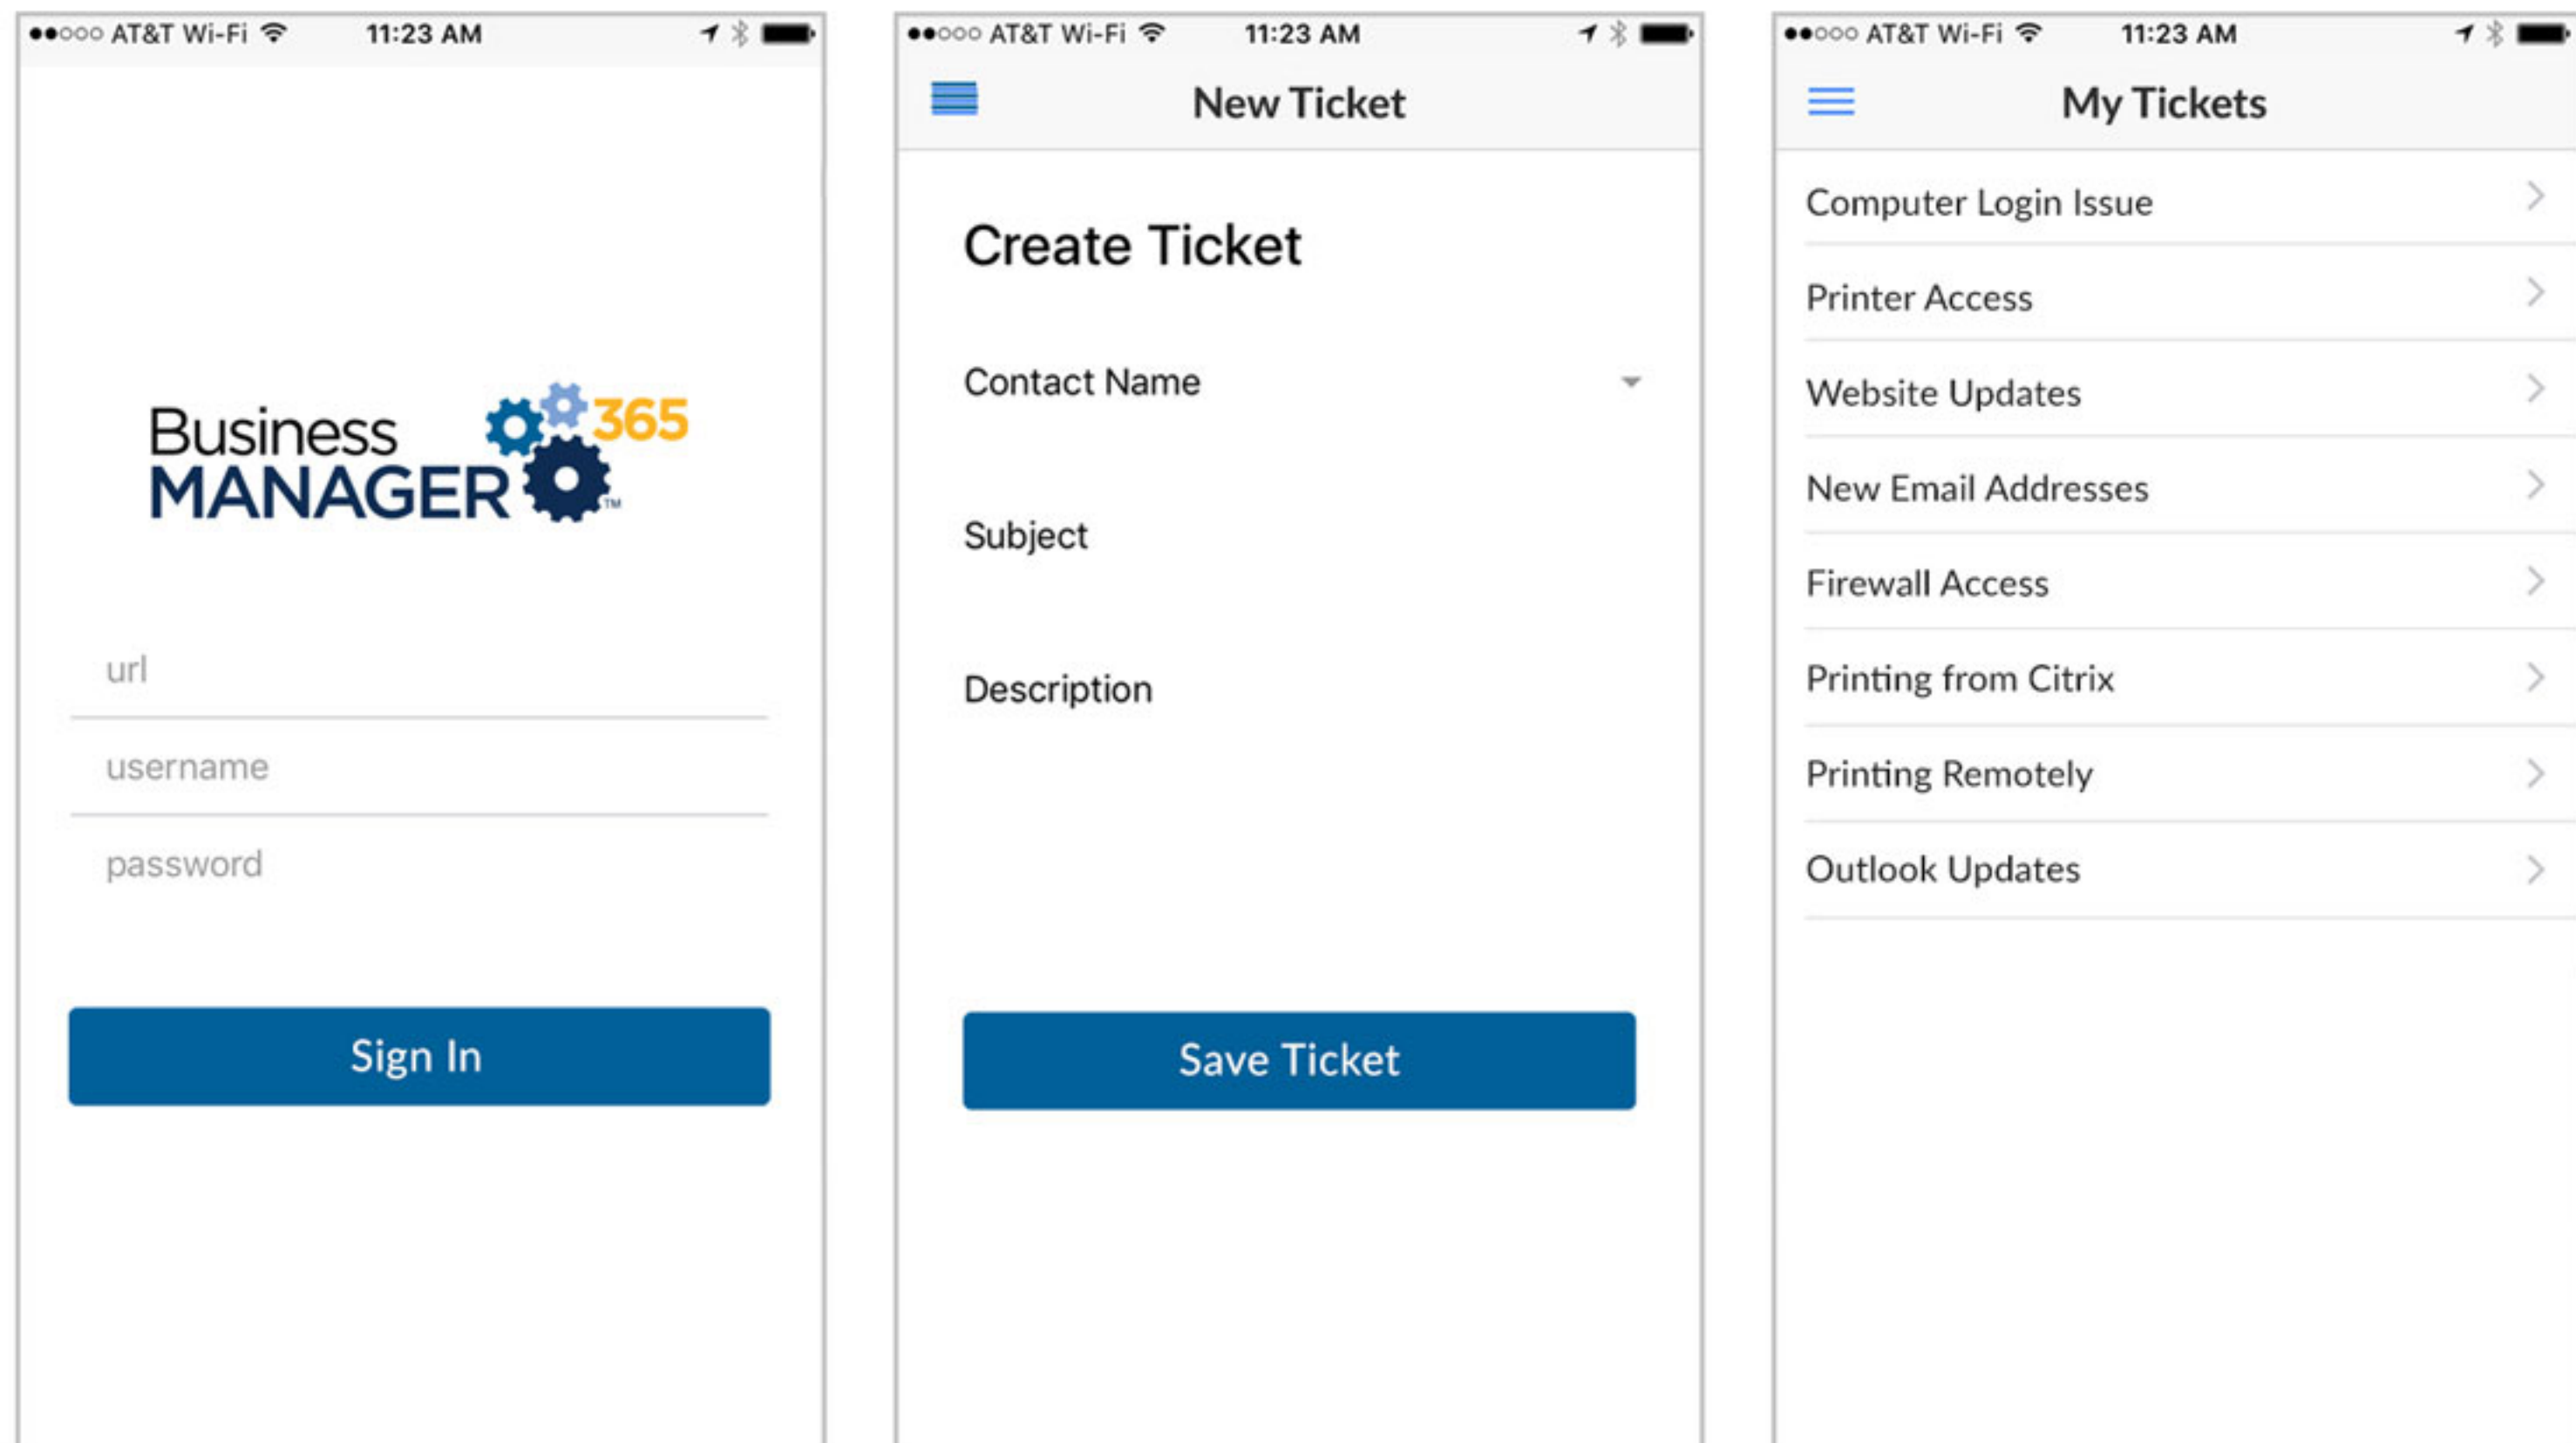 AT&T Wi-Fi 11:23 AM
Business 365
MANAGER™
url
username
password
Sign In
AT&T Wi-Fi 11:23 AM
New Ticket
Create Ticket
Contact Name
Subject
Description
Save Ticket
AT&T Wi-Fi 11:23 AM
My Tickets
Computer Login Issue
Printer Access
Website Updates
New Email Addresses
Firewall Access
Printing from Citrix
Printing Remotely
Outlook Updates